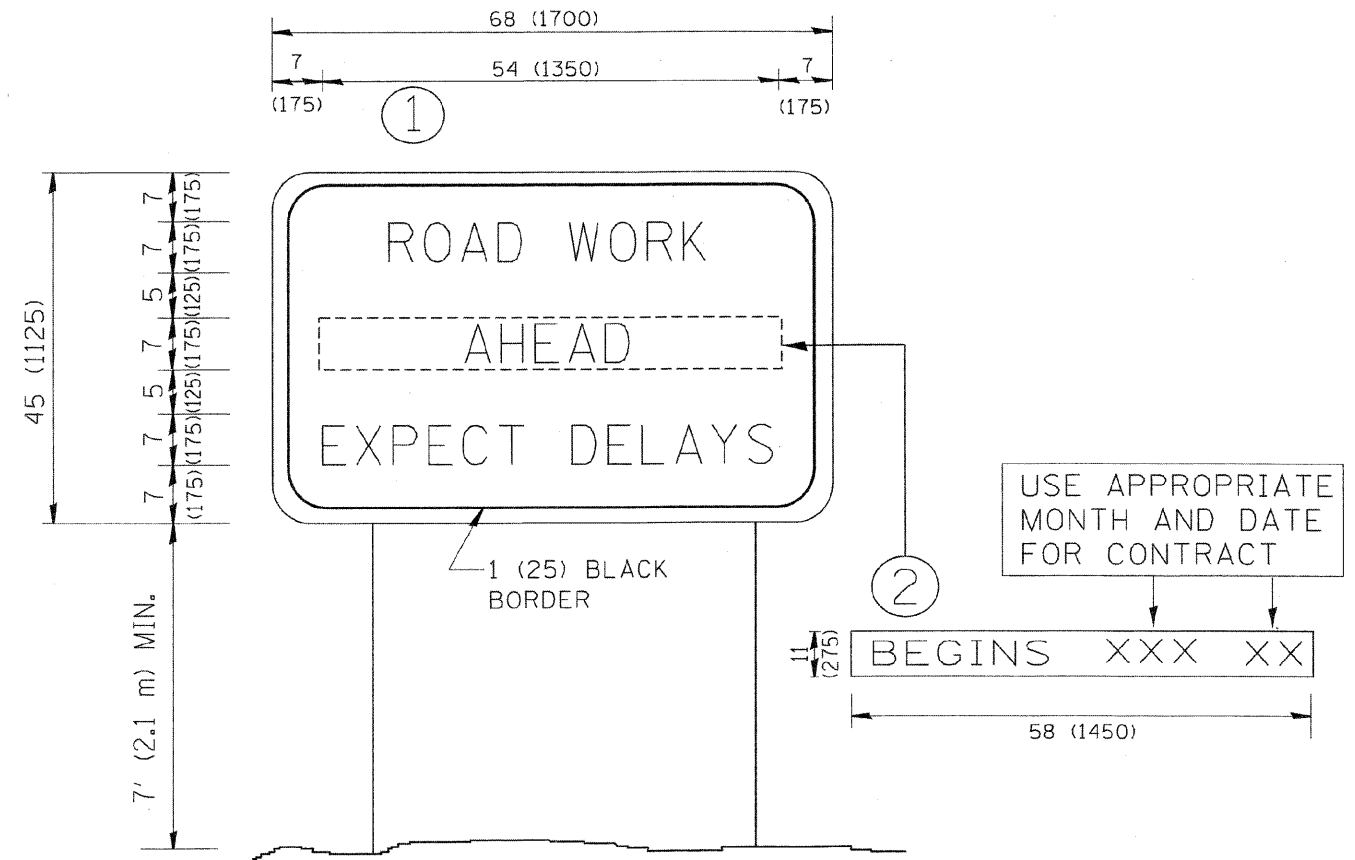 68 (1700)
7
54 (1350)
7
(175)
(175)
1
45 (1125)
7
(175)
7
(175)
5
(125)
7
(175)
5
(125)
7
(175)
7
(175)
ROAD WORK
AHEAD
EXPECT DELAYS
1 (25) BLACK
BORDER
7' (2.1 m) MIN.
USE APPROPRIATE
MONTH AND DATE
FOR CONTRACT
2
11
(275)
BEGINS XXX XX
58 (1450)